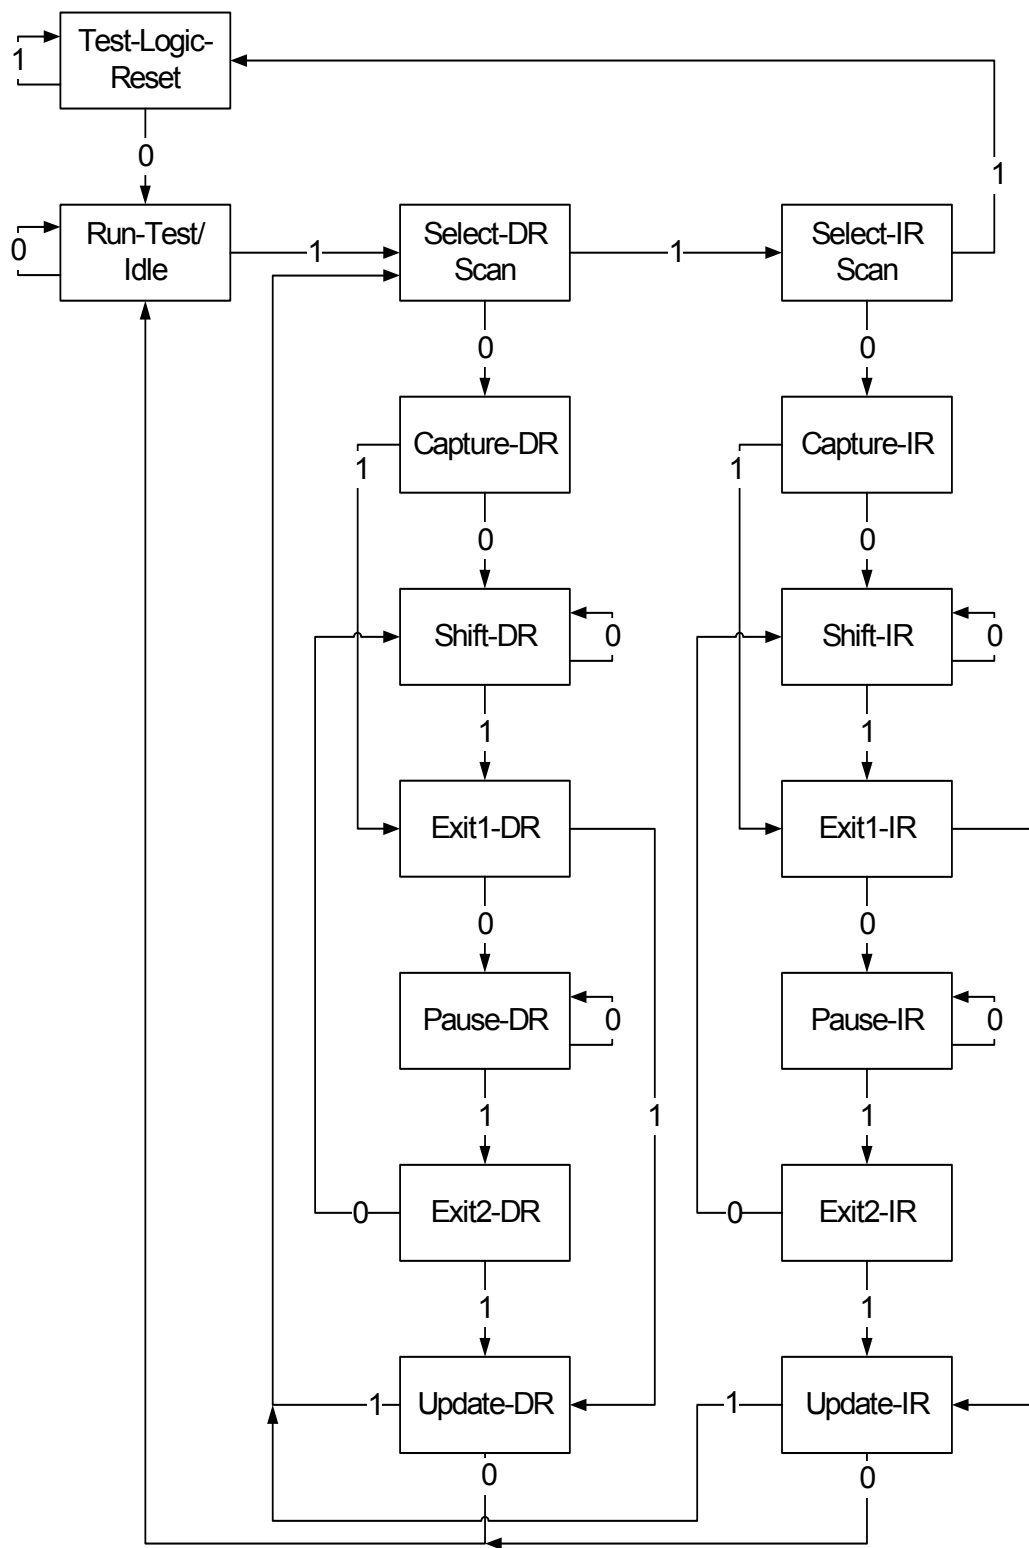 Test-Logic-
Reset
1
0
Run-Test/
Idle
0
1
Select-DR
Scan
1
Select-IR
Scan
1
0
0
Capture-DR
1
Capture-IR
1
0
0
Shift-DR
0
Shift-IR
0
1
1
Exit1-DR
Exit1-IR
0
0
Pause-DR
0
Pause-IR
0
1
1
1
Exit2-DR
0
Exit2-IR
0
1
1
Update-DR
1
Update-IR
1
0
0